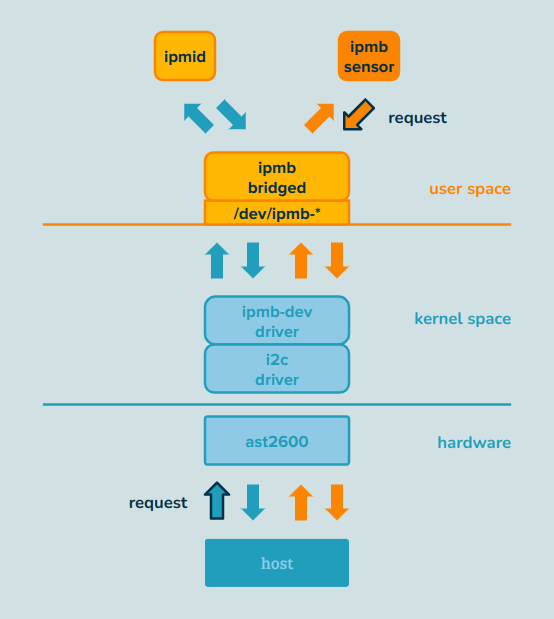 ipmid
ipmb
sensor
request
ipmb
bridged
/dev/ipmb-*
user space
ipmb-dev
driver
kernel space
i2c
driver
ast2600
hardware
request
host